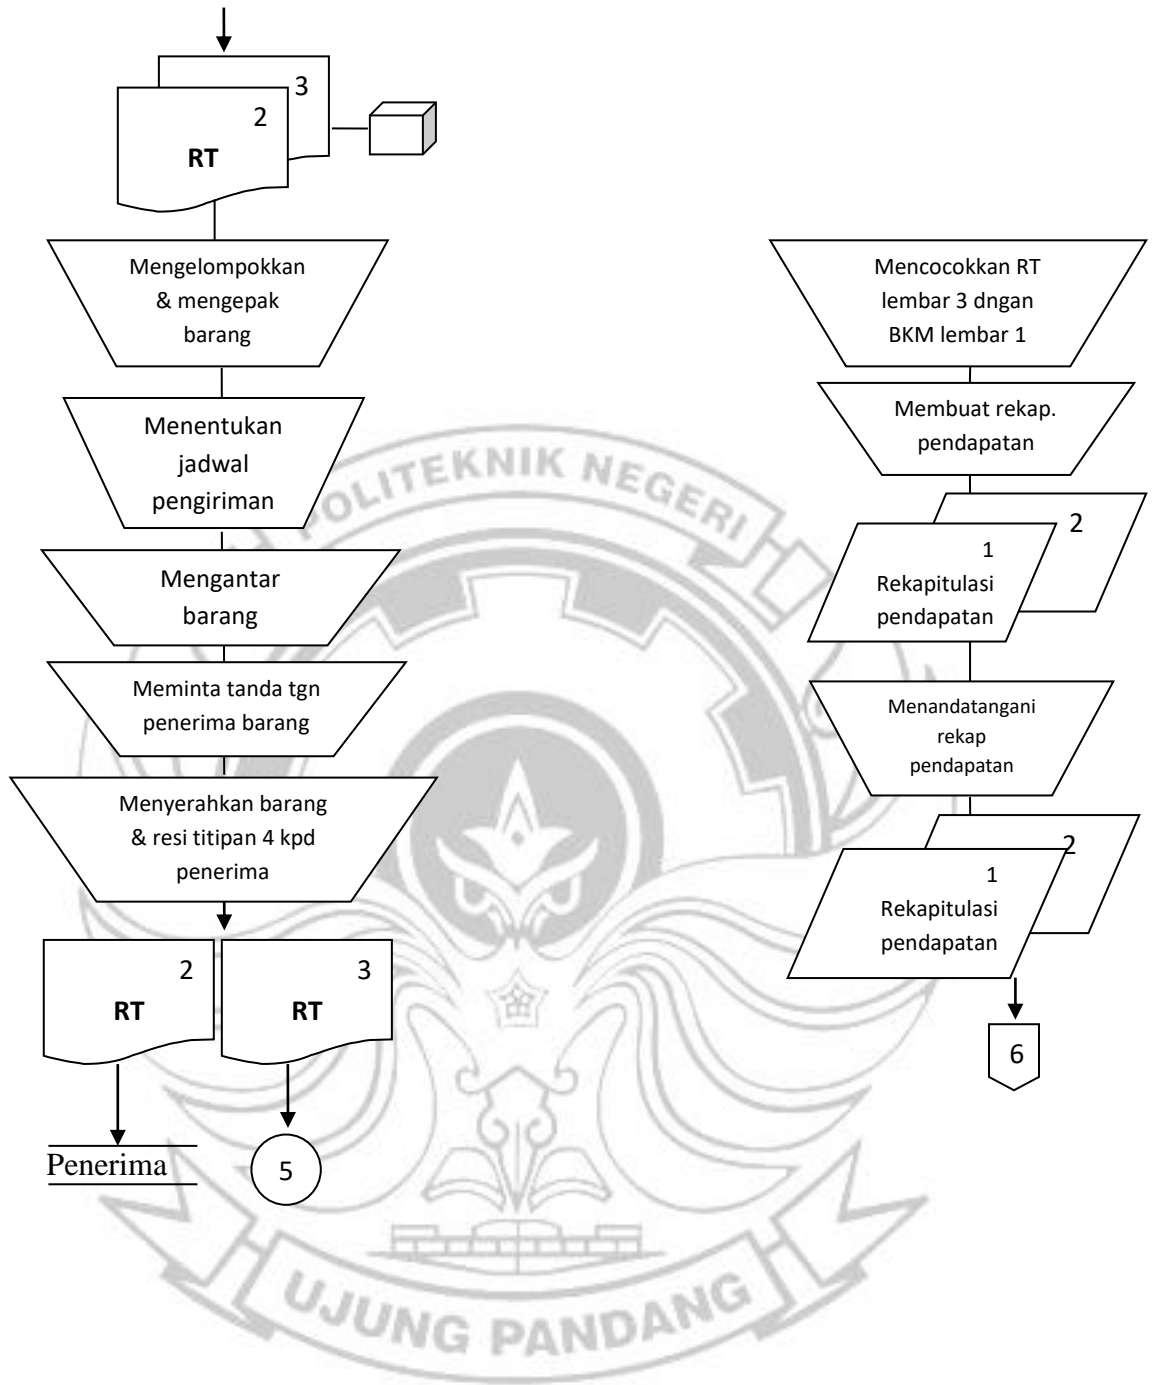 3
2
RT
Mengelompokkan
& mengepak
barang
Menentukan
jadwal
pengiriman
Mengantar
barang
Meminta tanda tgn
penerima barang
Menyerahkan barang
& resi titipan 4 kpd
penerima
2
RT
3
RT
Penerima
5
Mencocokkan RT
lembar 3 dngan
BKM lembar 1
Membuat rekap.
pendapatan
2
1
Rekapitulasi
pendapatan
Menandatangani
rekap
pendapatan
2
1
Rekapitulasi
pendapatan
6
POLITEKNIK NEGERI
UJUNG PANDANG